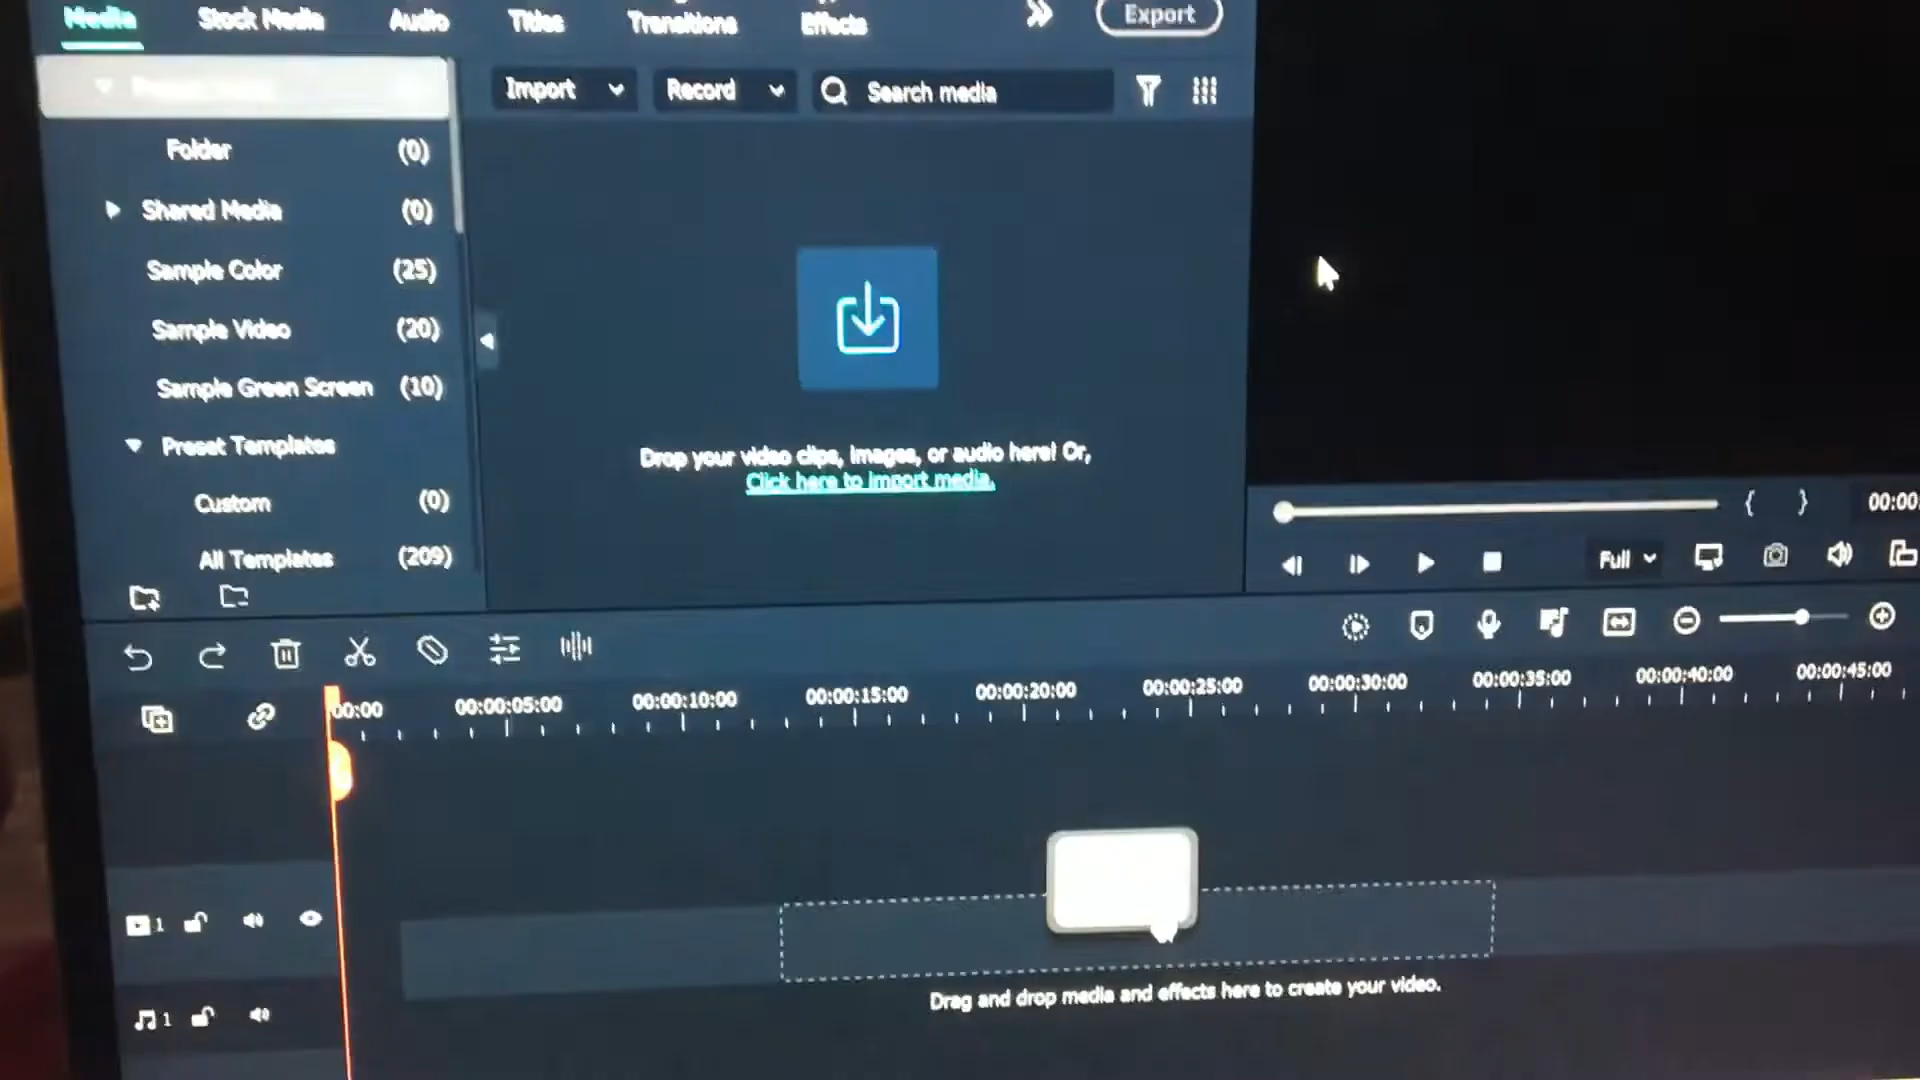 Media Stock Media Audio Titles Transitions Effects Export
Import Record Search media
Folder (0)
Shared Media (0)
Sample Color (25)
Sample Video (20)
Sample Green Screen (10)
Preset Templates
Custom (0)
All Templates (209)
Drop your video clips, images, or audio here! Or,
Click here to import media.
00:00
Full
00:00 00:00:05:00 00:00:10:00 00:00:15:00 00:00:20:00 00:00:25:00 00:00:30:00 00:00:35:00 00:00:40:00 00:00:45:00
1
Drag and drop media and effects here to create your video.
1